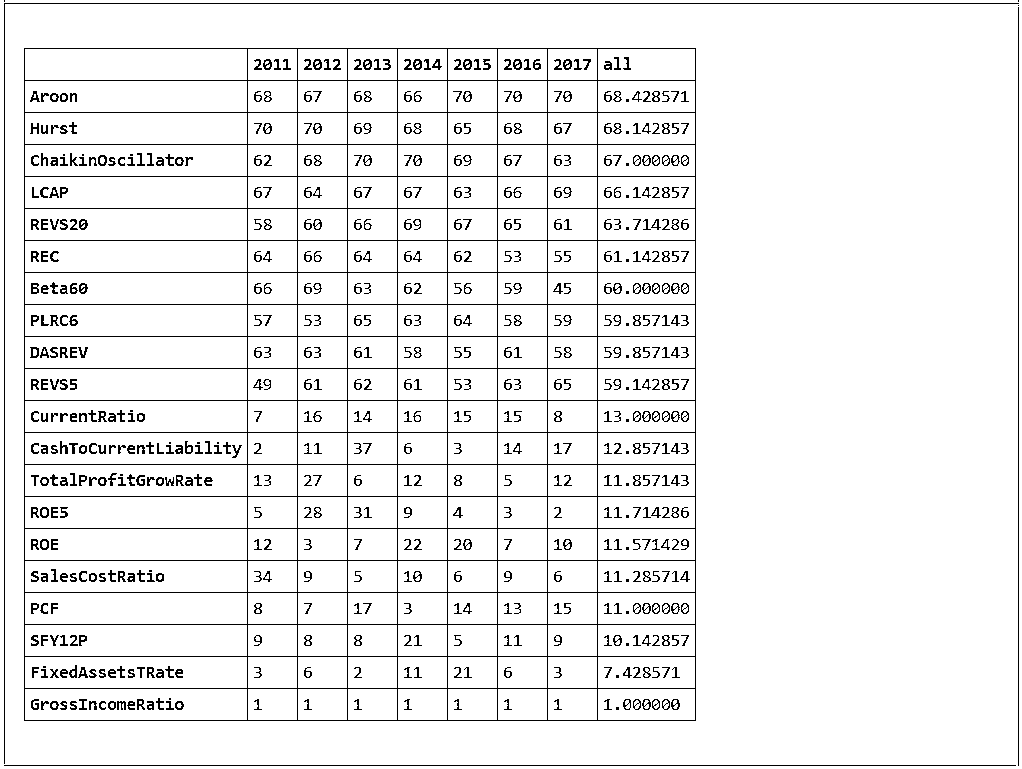 2011 2012 2013 2014 2015 2016 2017 all
Aroon 68 67 68 66 70 70 70 68.428571
Hurst 70 70 69 68 65 68 67 68.142857
ChaikinOscillator 62 68 70 70 69 67 63 67.000000
LCAP 67 64 67 67 63 66 69 66.142857
REVS20 58 60 66 69 67 65 61 63.714286
REC 64 66 64 64 62 53 55 61.142857
Beta60 66 69 63 62 56 59 45 60.000000
PLRC6 57 53 65 63 64 58 59 59.857143
DASREV 63 63 61 58 55 61 58 59.857143
REVS5 49 61 62 61 53 63 65 59.142857
CurrentRatio 7 16 14 16 15 15 8 13.000000
CashToCurrentLiability 2 11 37 6 3 14 17 12.857143
TotalProfitGrowRate 13 27 6 12 8 5 12 11.857143
ROE5 5 28 31 9 4 3 2 11.714286
ROE 12 3 7 22 20 7 10 11.571429
SalesCostRatio 34 9 5 10 6 9 6 11.285714
PCF 8 7 17 3 14 13 15 11.000000
SFY12P 9 8 8 21 5 11 9 10.142857
FixedAssetsTRate 3 6 2 11 21 6 3 7.428571
GrossIncomeRatio 1 1 1 1 1 1 1 1.000000